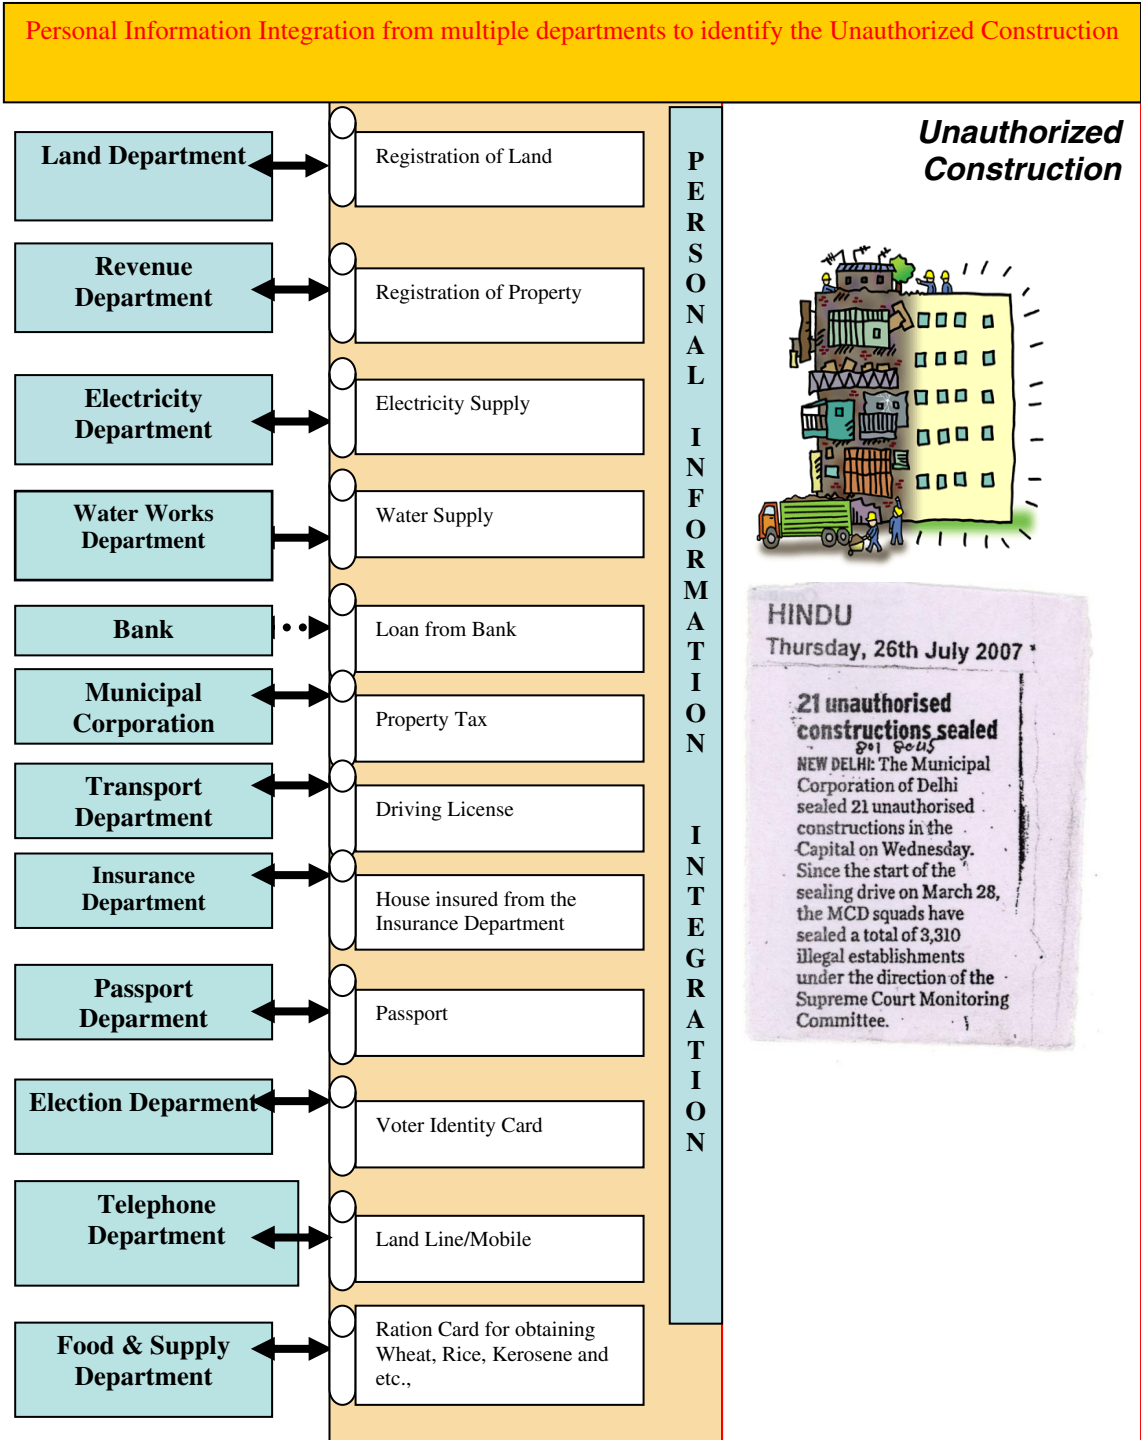 Personal Information Integration from multiple departments to identify the Unauthorized Construction
Land Department
Registration of Land
Revenue
Department
Registration of Property
Electricity
Department
Electricity Supply
Water Works
Department
Water Supply
Bank
Loan from Bank
Municipal
Corporation
Property Tax
Transport
Department
Driving License
Insurance
Department
House insured from the
Insurance Department
Passport
Deparment
Passport
Election Deparment
Voter Identity Card
Telephone
Department
Land Line/Mobile
Food & Supply
Department
Ration Card for obtaining
Wheat, Rice, Kerosene and
etc.,
PERSONAL INFORMATION INTEGRATION
Unauthorized
Construction
HINDU
Thursday, 26th July 2007
21 unauthorised
constructions sealed
NEW DELHI: The Municipal
Corporation of Delhi
sealed 21 unauthorised
constructions in the
Capital on Wednesday.
Since the start of the
sealing drive on March 28,
the MCD squads have
sealed a total of 3,310
illegal establishments
under the direction of the
Supreme Court Monitoring
Committee.